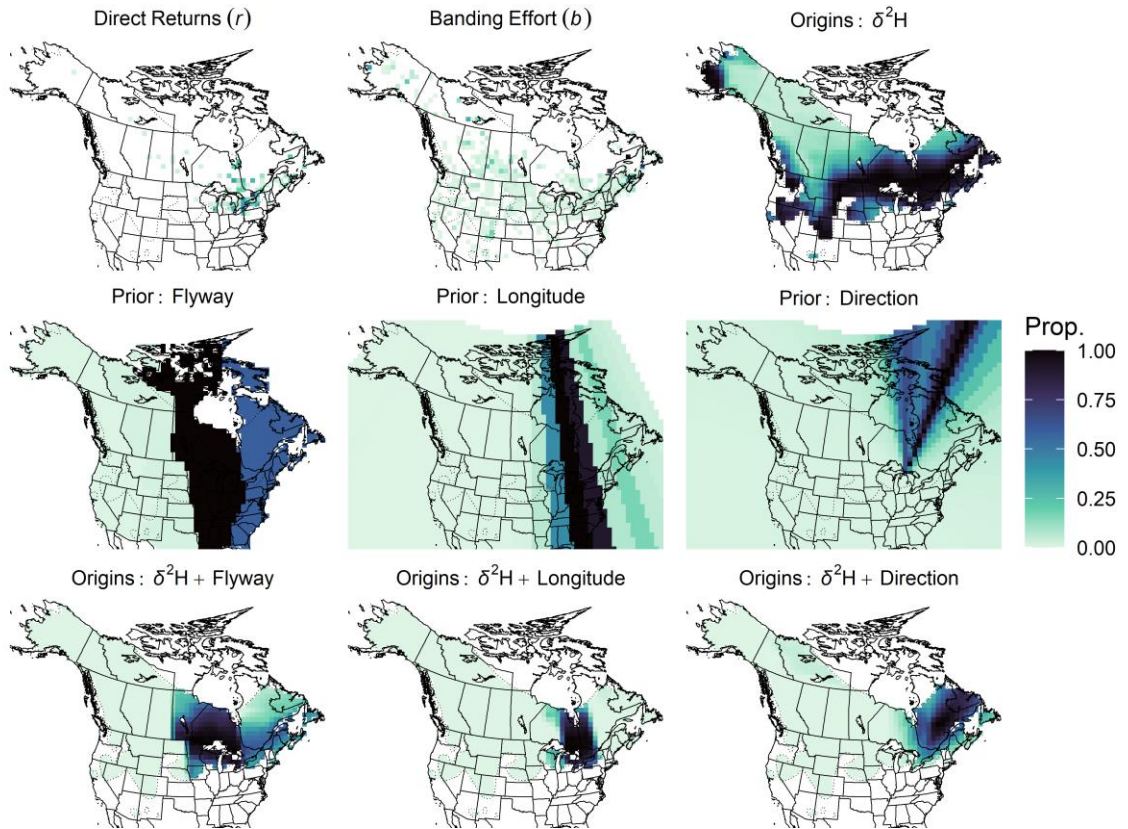 Direct Returns (r)
Banding Effort (b)
Origins : δ²H
Prior : Flyway
Prior : Longitude
Prior : Direction
Prop.
1.00
0.75
0.50
0.25
0.00
Origins : δ²H + Flyway
Origins : δ²H + Longitude
Origins : δ²H + Direction